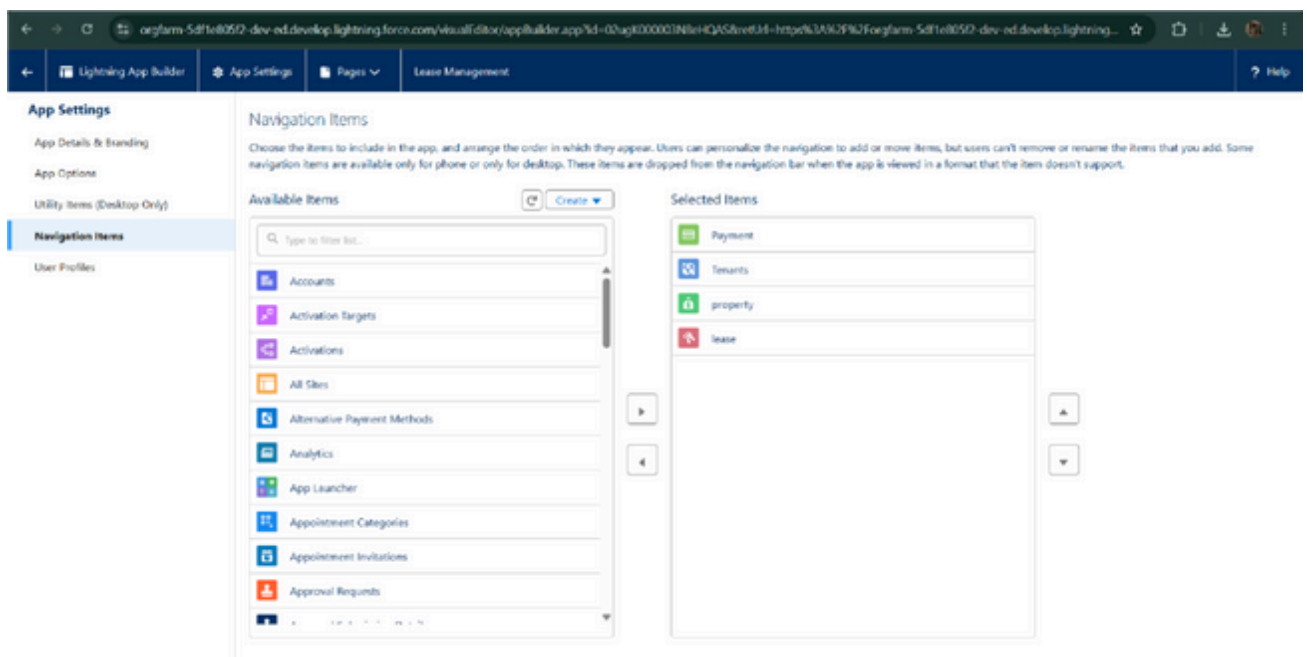 orgfarm-5df1e805f2-dev-ed.develop.lightning.force.com/visualEditor/appBuilder.app?
Lightning App Builder
App Settings
Pages
Lease Management
? Help
App Settings
App Details & Branding
App Options
Utility Items (Desktop Only)
Navigation Items
User Profiles
Navigation Items
Choose the items to include in the app, and arrange the order in which they appear. Users can personalize the navigation to add or move items, but users can't remove or rename the items that you add. Some
navigation items are available only for phone or only for desktop. These items are dropped from the navigation bar when the app is viewed in a format that the item doesn't support.
Available Items
Create
Type to filter list...
Accounts
Activation Targets
Activations
All Sites
Alternative Payment Methods
Analytics
App Launcher
Appointment Categories
Appointment Invitations
Approval Requests
Selected Items
Payment
Tenants
property
lease